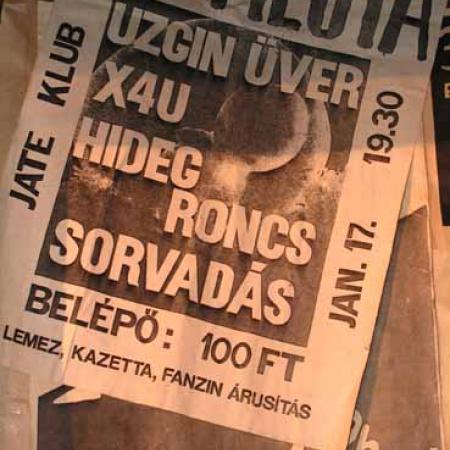 UZGIN ÜVER
X4U
HIDEG
RONCS
SORVADÁS
JATE KLUB
JAN. 17. 19.30
BELÉPŐ: 100 FT
LEMEZ, KAZETTA, FANZIN ÁRUSÍTÁS